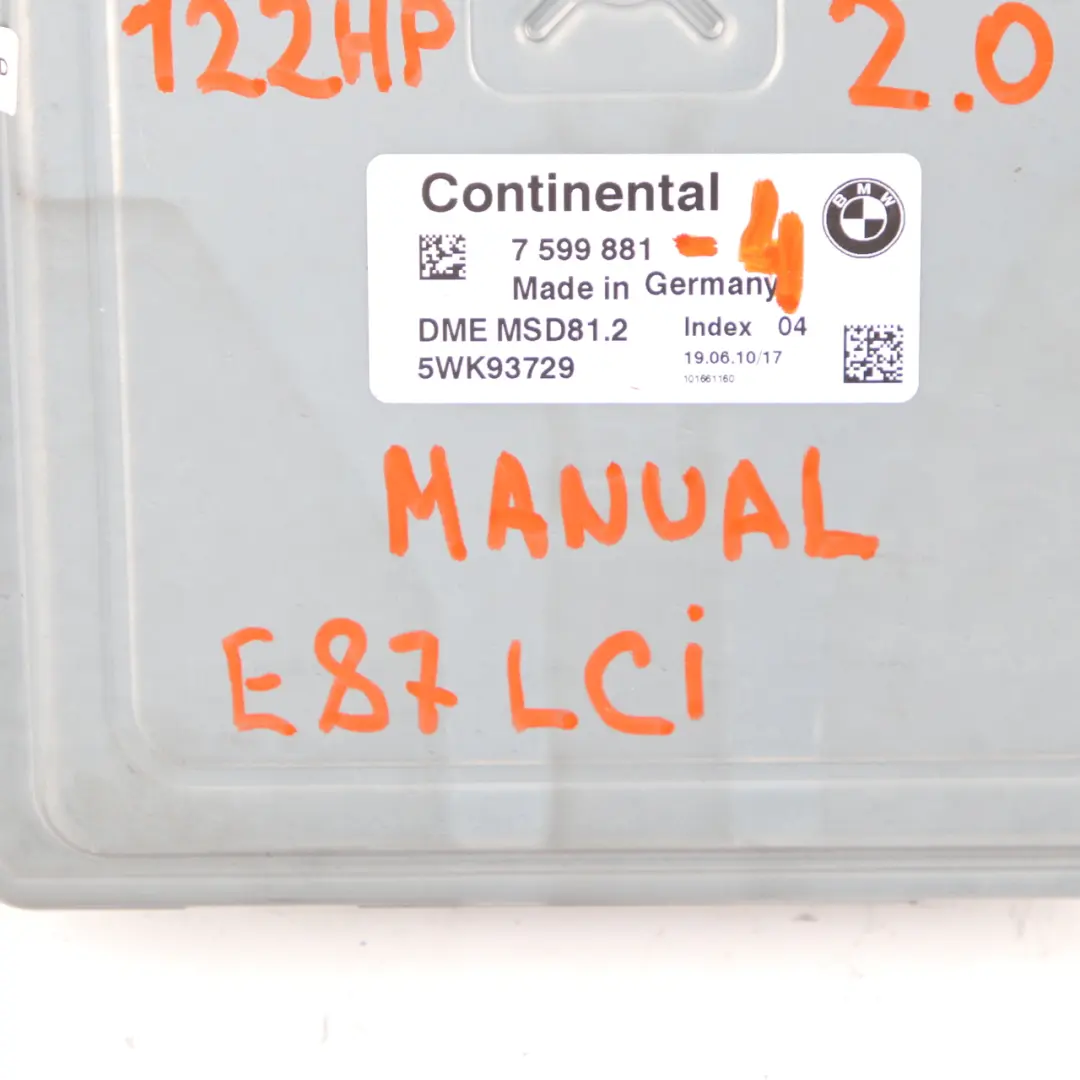 122HP 2.0
D
Continental
BMW
7 599 881 - 4
Made in Germany
DME MSD81.2 Index 04
5WK93729 19.06.10/17
101661160
MANUAL
E87 LCi